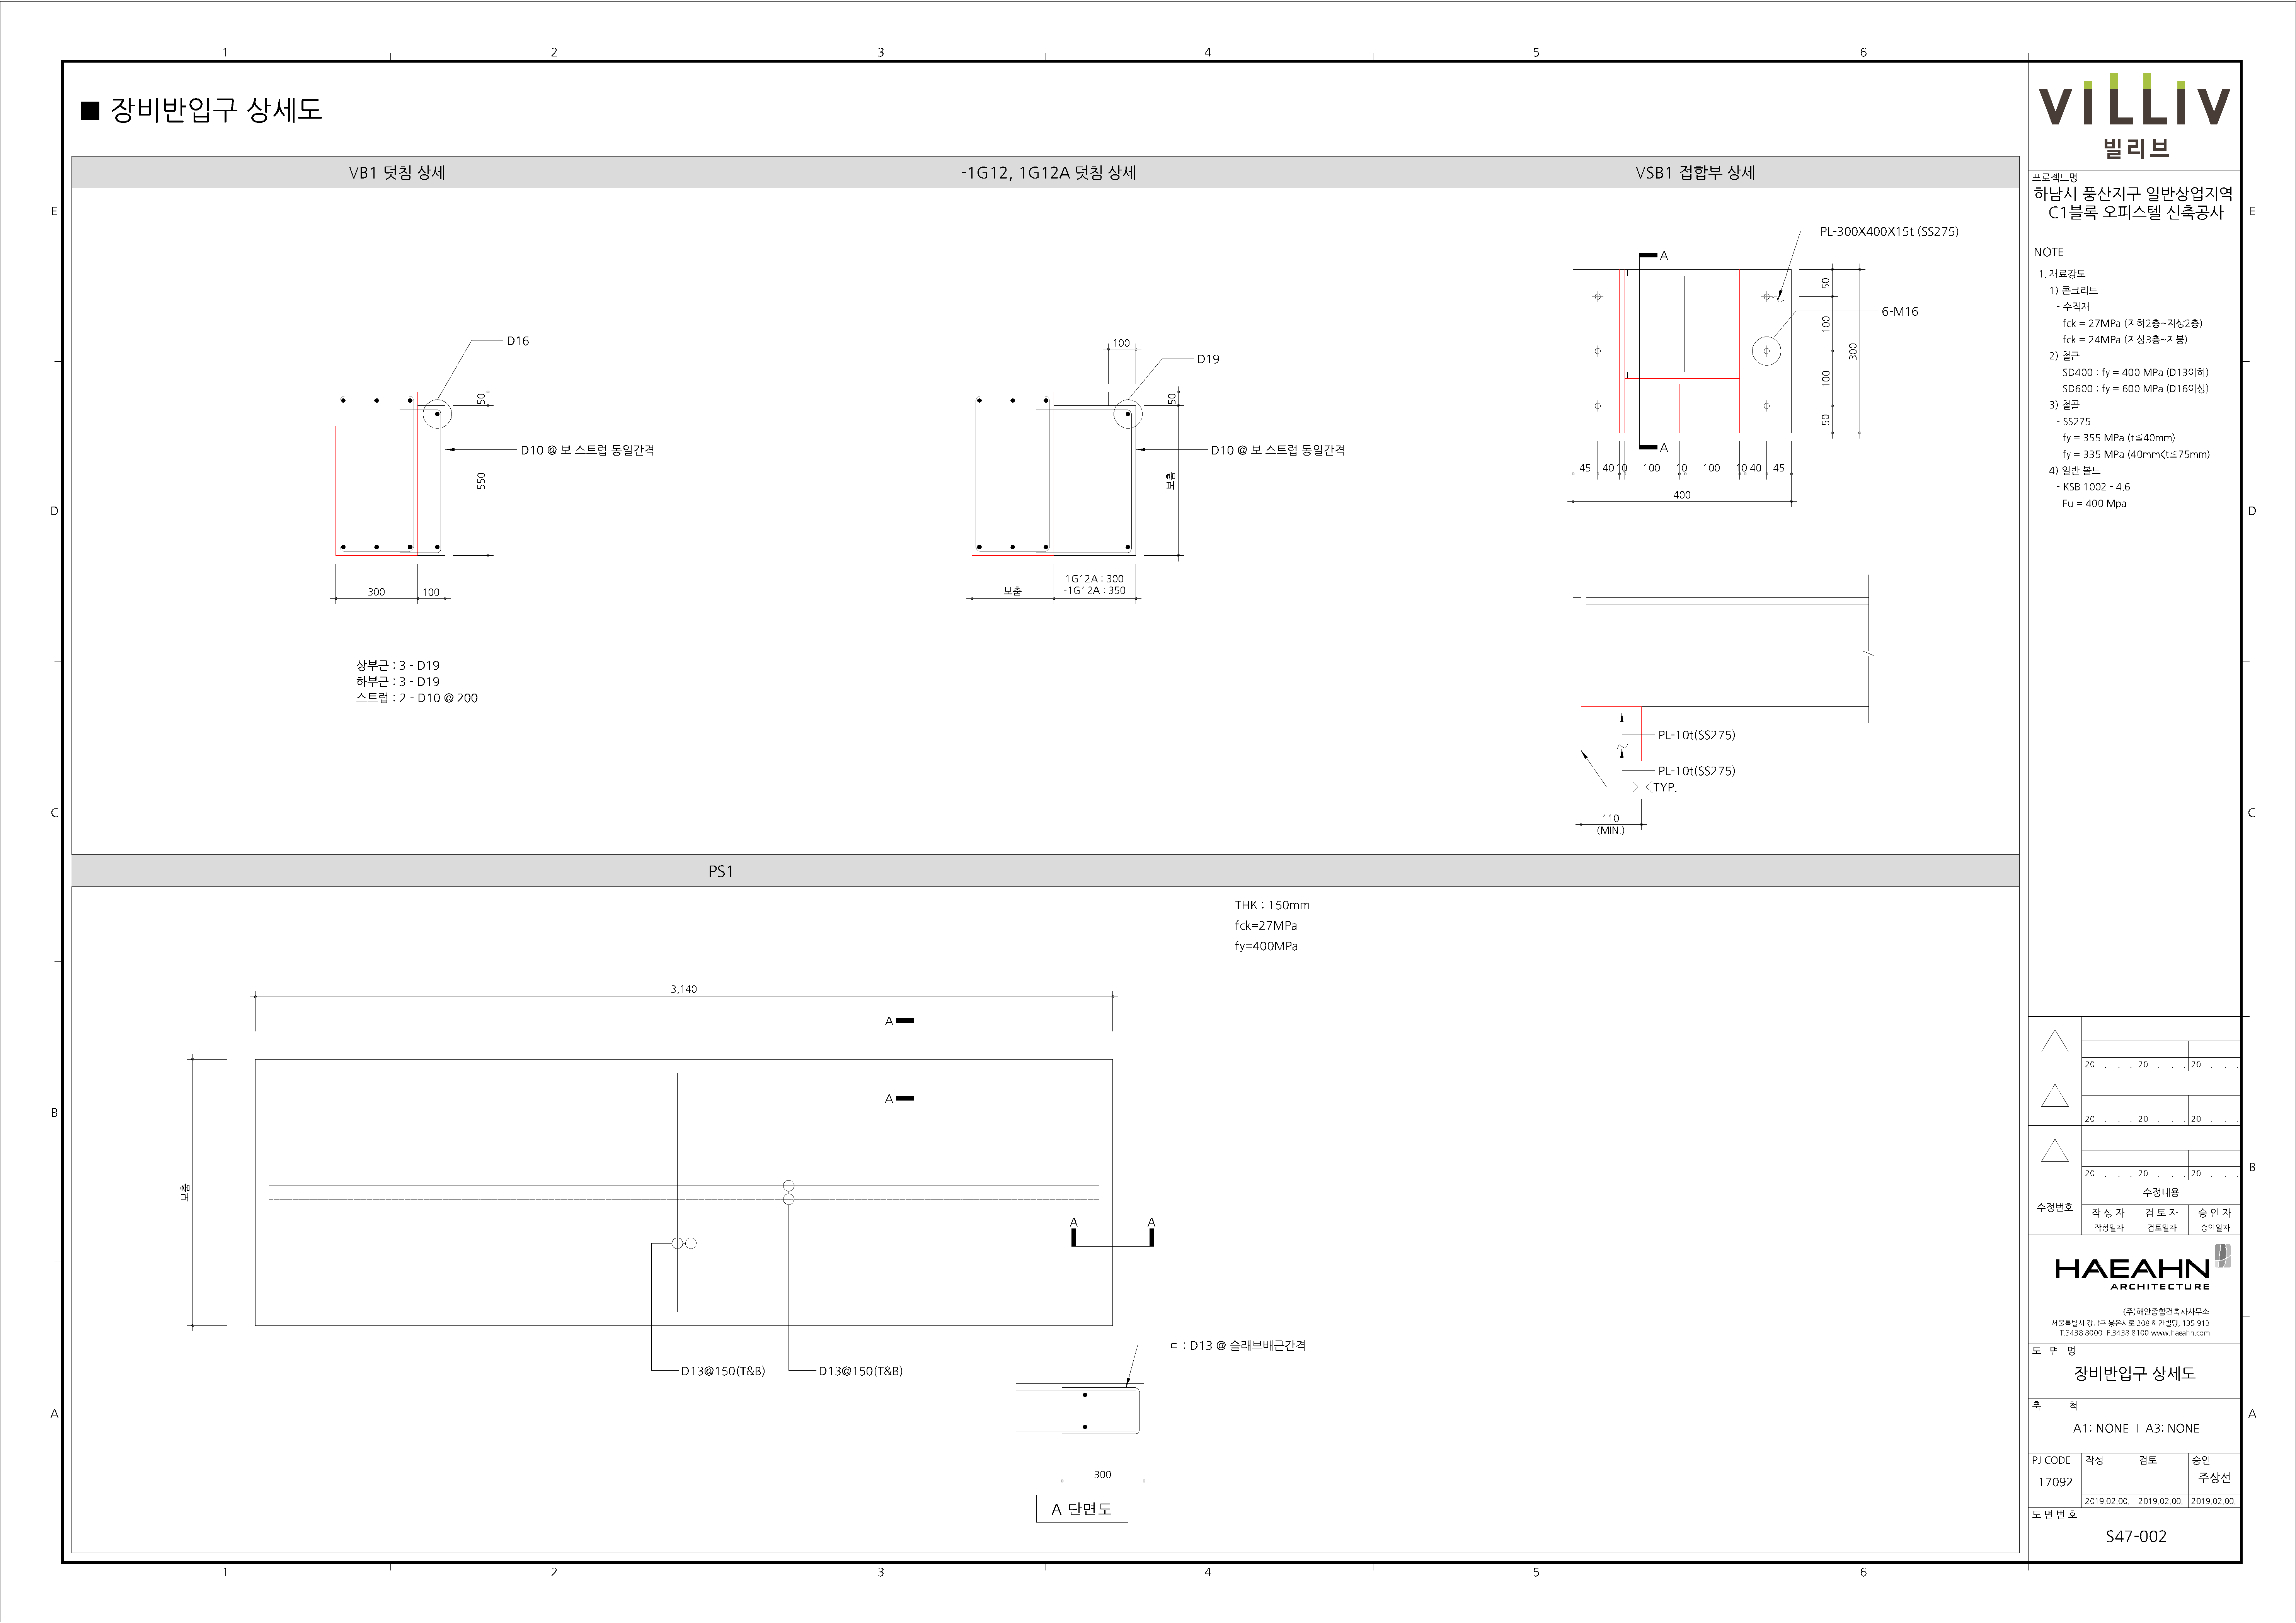 1
2
3
4
5
6
■ 장비반입구 상세도
VB1 덧침 상세
-1G12, 1G12A 덧침 상세
VSB1 접합부 상세
E
D
C
B
A
D16
50
D10 @ 보 스트럽 동일간격
550
300
100
상부근 : 3 - D19
하부근 : 3 - D19
스트럽 : 2 - D10 @ 200
100
D19
50
D10 @ 보 스트럽 동일간격
보춤
보춤
1G12A : 300
-1G12A : 350
PL-300X400X15t (SS275)
A
6-M16
50
100
100
50
300
A
45
40
10
100
10
100
10
40
45
400
PL-10t(SS275)
PL-10t(SS275)
TYP.
110
(MIN.)
PS1
THK : 150mm
fck=27MPa
fy=400MPa
3,140
A
A
보춤
A
A
D13@150(T&B)
D13@150(T&B)
ㄷ : D13 @ 슬래브배근간격
300
A 단면도
VILLIV
빌리브
프로젝트명
하남시 풍산지구 일반상업지역
C1블록 오피스텔 신축공사
E
D
C
B
A
NOTE
1. 재료강도
1) 콘크리트
- 수직재
fck = 27MPa (지하2층~지상2층)
fck = 24MPa (지상3층~지붕)
2) 철근
SD400 : fy = 400 MPa (D13이하)
SD600 : fy = 600 MPa (D16이상)
3) 철골
- SS275
fy = 355 MPa (t≦40mm)
fy = 335 MPa (40mm<t≦75mm)
4) 일반 볼트
- KSB 1002 - 4.6
Fu = 400 Mpa
20 . . . 20 . . . 20 . . .
20 . . . 20 . . . 20 . . .
20 . . . 20 . . . 20 . . .
수정번호
수정내용
작 성 자 검 토 자 승 인 자
작성일자 검토일자 승인일자
HAEAHN
ARCHITECTURE
(주)해안종합건축사사무소
서울특별시 강남구 봉은사로 208 해안빌딩, 135-913
T.3438 8000 F.3438 8100 www.haeahn.com
도 면 명
장비반입구 상세도
축 척
A1: NONE I A3: NONE
PJ CODE 작성 검토 승인
17092 주상선
2019.02.00. 2019.02.00. 2019.02.00.
도 면 번 호
S47-002
1
2
3
4
5
6